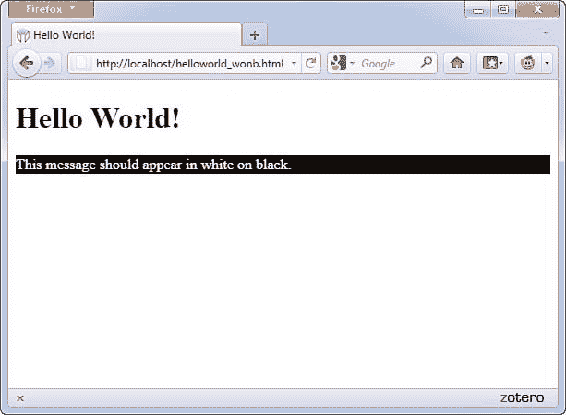 Firefox
Hello World!
http://localhost/helloworld_wonb.html
Google
Hello World!
This message should appear in white on black.
zotero